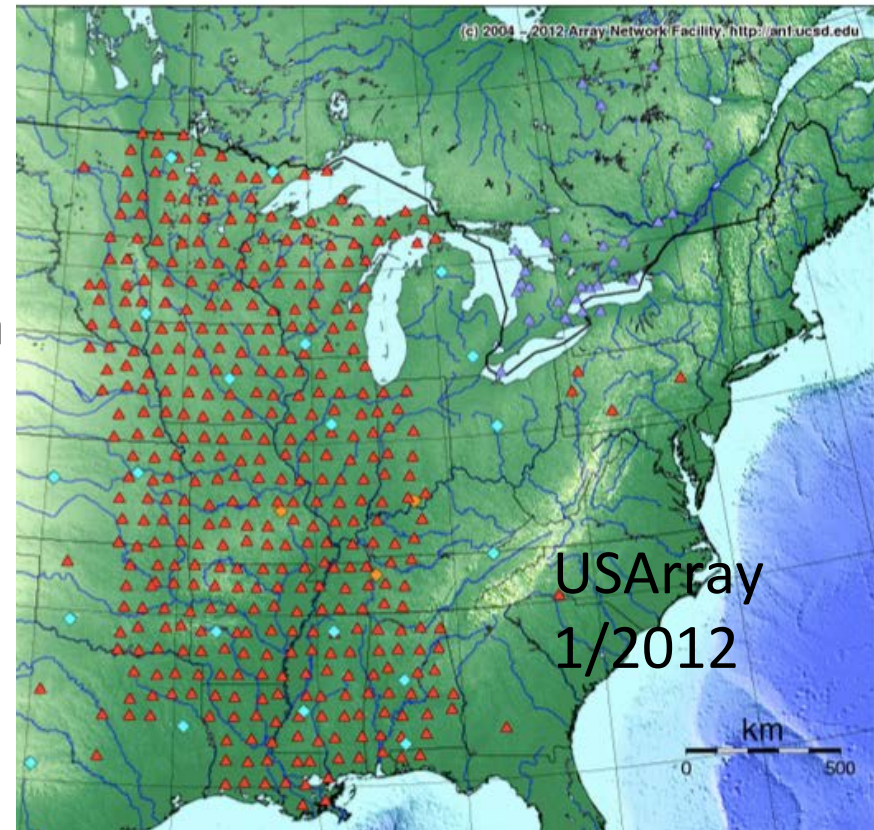 (c) 2004 – 2012 Array Network Facility, http://anf.ucsd.edu
USArray
1/2012
km
0 500